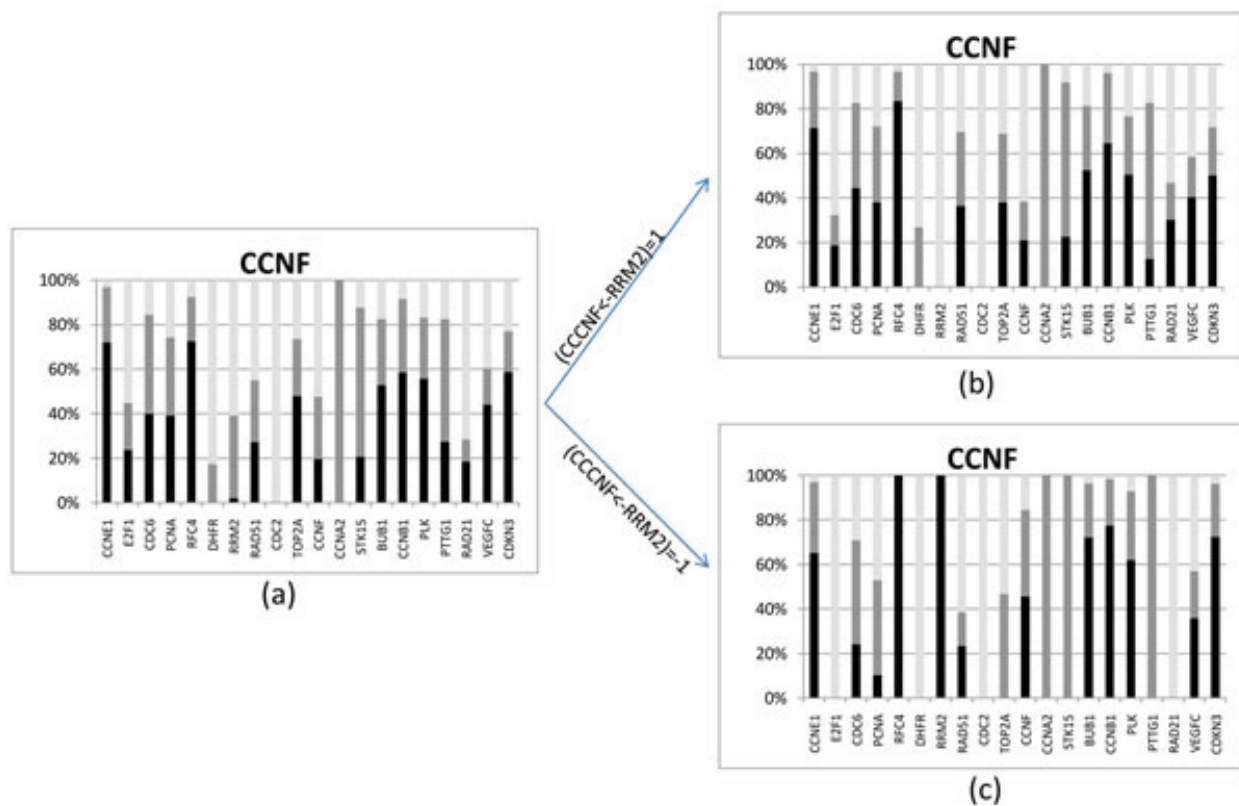 CCNF
100%
80%
60%
40%
20%
0%
CCNE1
E2F1
CDC6
PCNA
RFC4
DHFR
RRM2
RAD51
CDC2
TOP2A
CCNF
CCNA2
STK15
BUB1
CCNB1
PLK
PTTG1
RAD21
VEGFC
CDKN3
(a)
(CCCNF<-RRM2)=1
(CCCNF<-RRM2)=-1
CCNF
100%
80%
60%
40%
20%
0%
CCNE1
E2F1
CDC6
PCNA
RFC4
DHFR
RRM2
RAD51
CDC2
TOP2A
CCNF
CCNA2
STK15
BUB1
CCNB1
PLK
PTTG1
RAD21
VEGFC
CDKN3
(b)
CCNF
100%
80%
60%
40%
20%
0%
CCNE1
E2F1
CDC6
PCNA
RFC4
DHFR
RRM2
RAD51
CDC2
TOP2A
CCNF
CCNA2
STK15
BUB1
CCNB1
PLK
PTTG1
RAD21
VEGFC
CDKN3
(c)